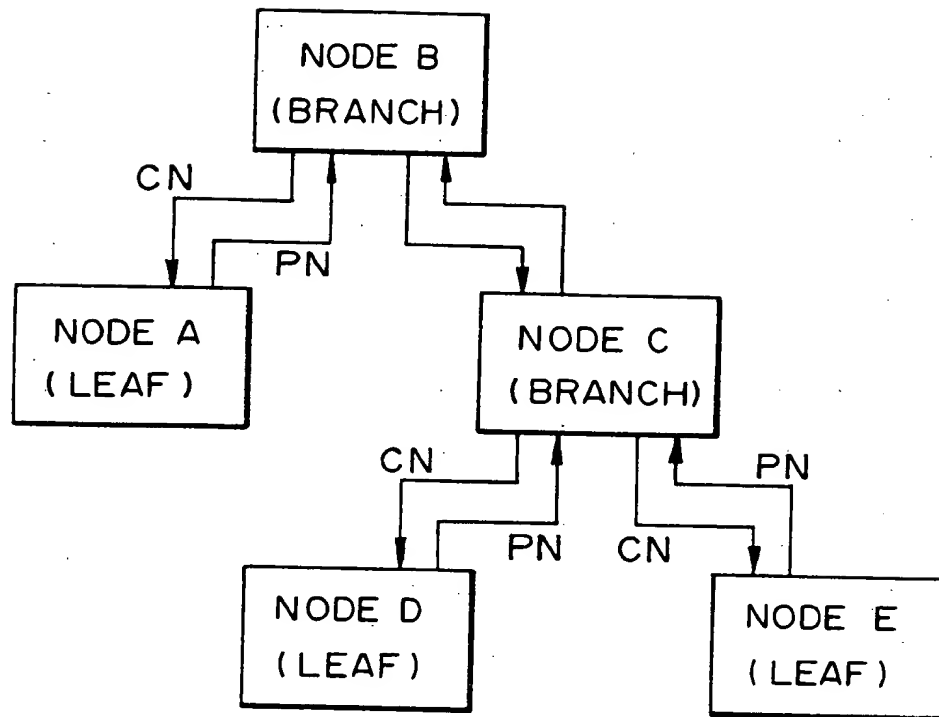 NODE B
(BRANCH)
CN
PN
NODE A
(LEAF)
NODE C
(BRANCH)
CN
PN
PN
CN
NODE D
(LEAF)
NODE E
(LEAF)